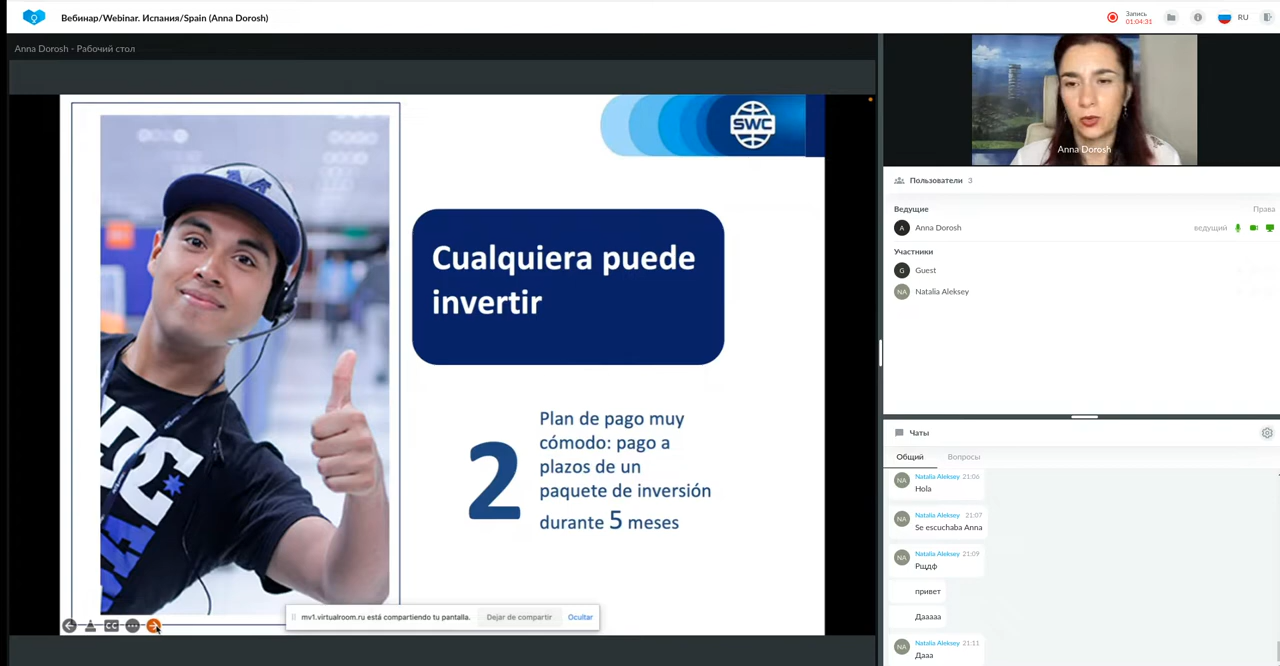 Вебинар/Webinar. Испания/Spain (Anna Dorosh)
Запись
01:04:31
RU
Anna Dorosh - Рабочий стол
SWC
Cualquiera puede
invertir
2
Plan de pago muy
cómodo: pago a
plazos de un
paquete de inversión
durante 5 meses
CC
mv1.virtualroom.ru está compartiendo tu pantalla.
Dejar de compartir
Ocultar
Anna Dorosh
Пользователи 3
Ведущие
Права
A
Anna Dorosh
ведущий
Участники
G
Guest
NA
Natalia Aleksey
Чаты
Общий
Вопросы
NA
Natalia Aleksey 21:06
Hola
NA
Natalia Aleksey 21:07
Se escuchaba Anna
NA
Natalia Aleksey 21:09
Рщдф
привет
Дааааа
NA
Natalia Aleksey 21:11
Дааа